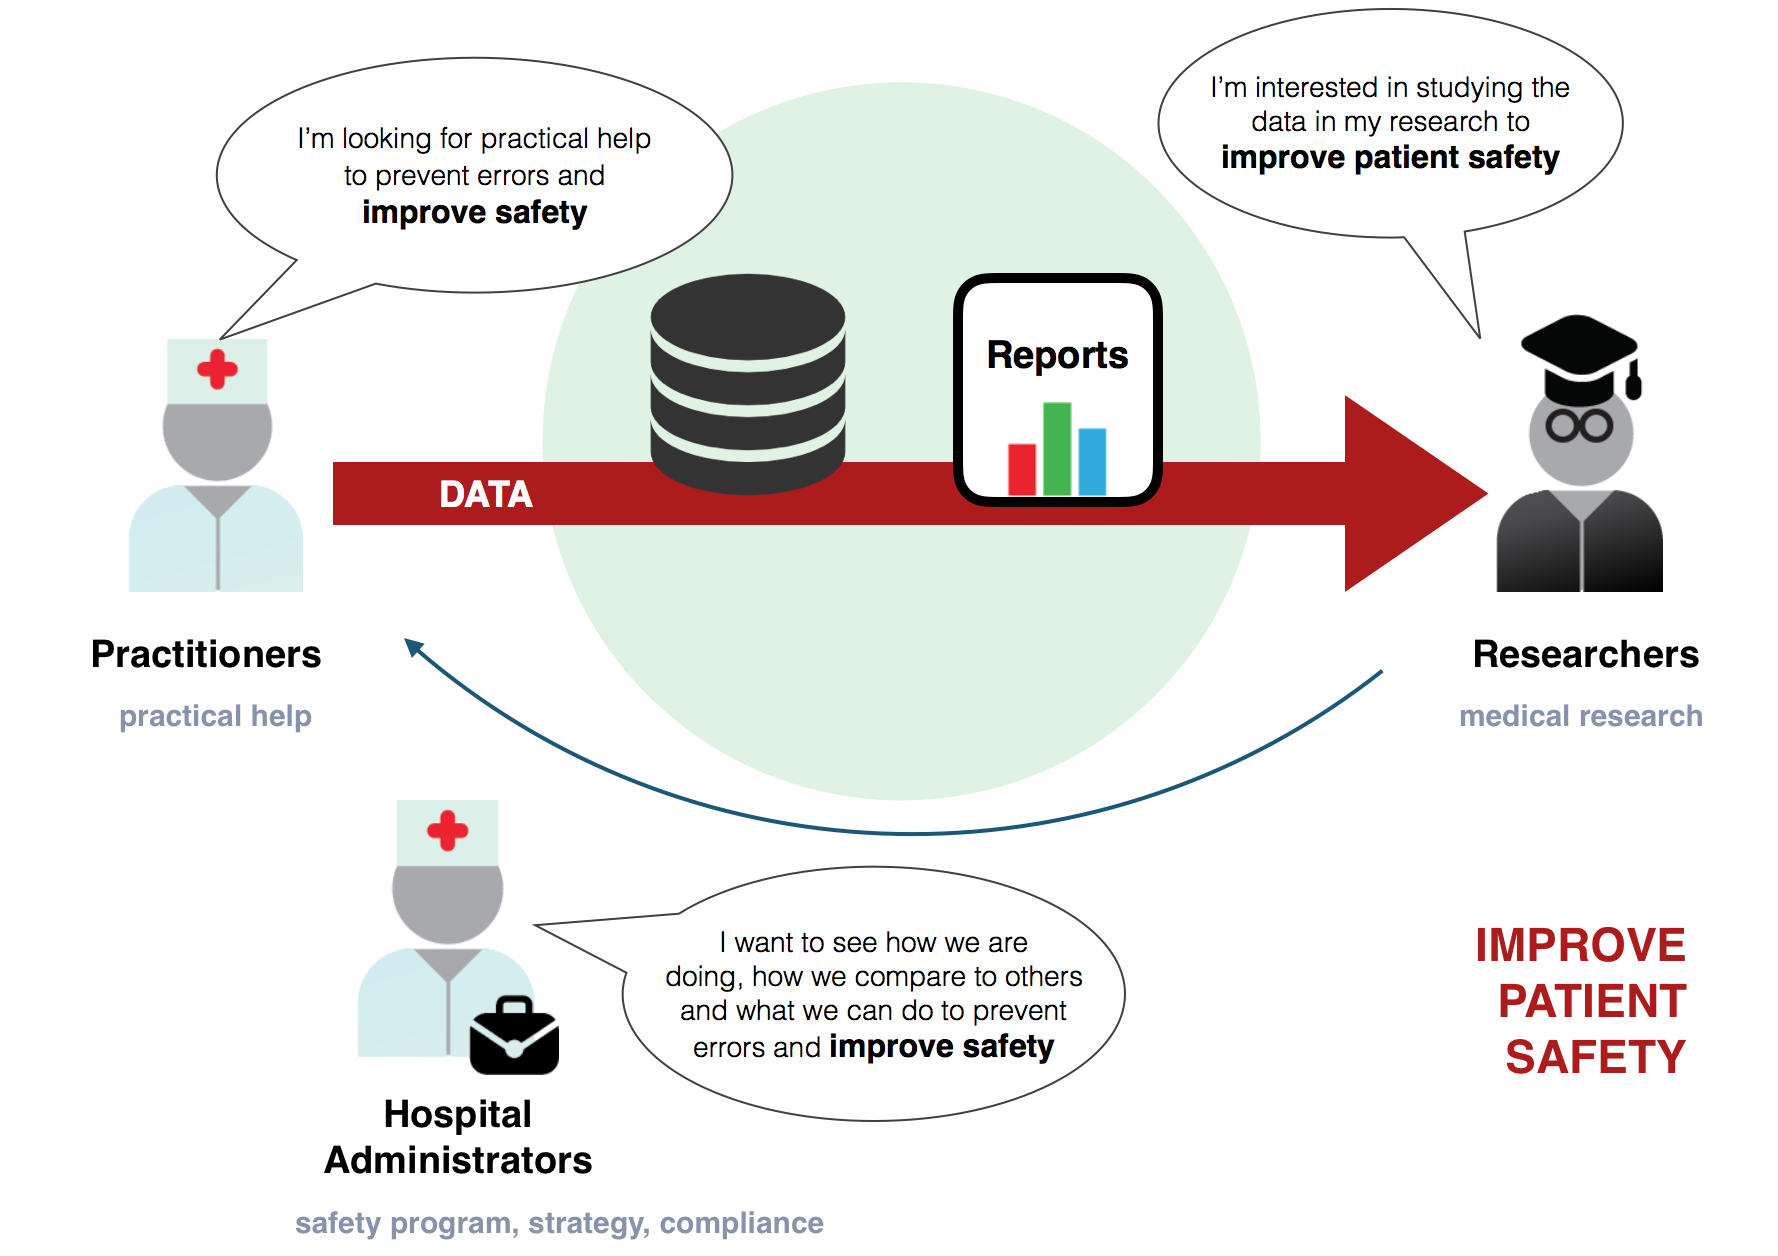 I'm looking for practical help
to prevent errors and
improve safety
I'm interested in studying the
data in my research to
improve patient safety
Reports
DATA
Practitioners
practical help
Researchers
medical research
I want to see how we are
doing, how we compare to others
and what we can do to prevent
errors and improve safety
IMPROVE
PATIENT
SAFETY
Hospital
Administrators
safety program, strategy, compliance